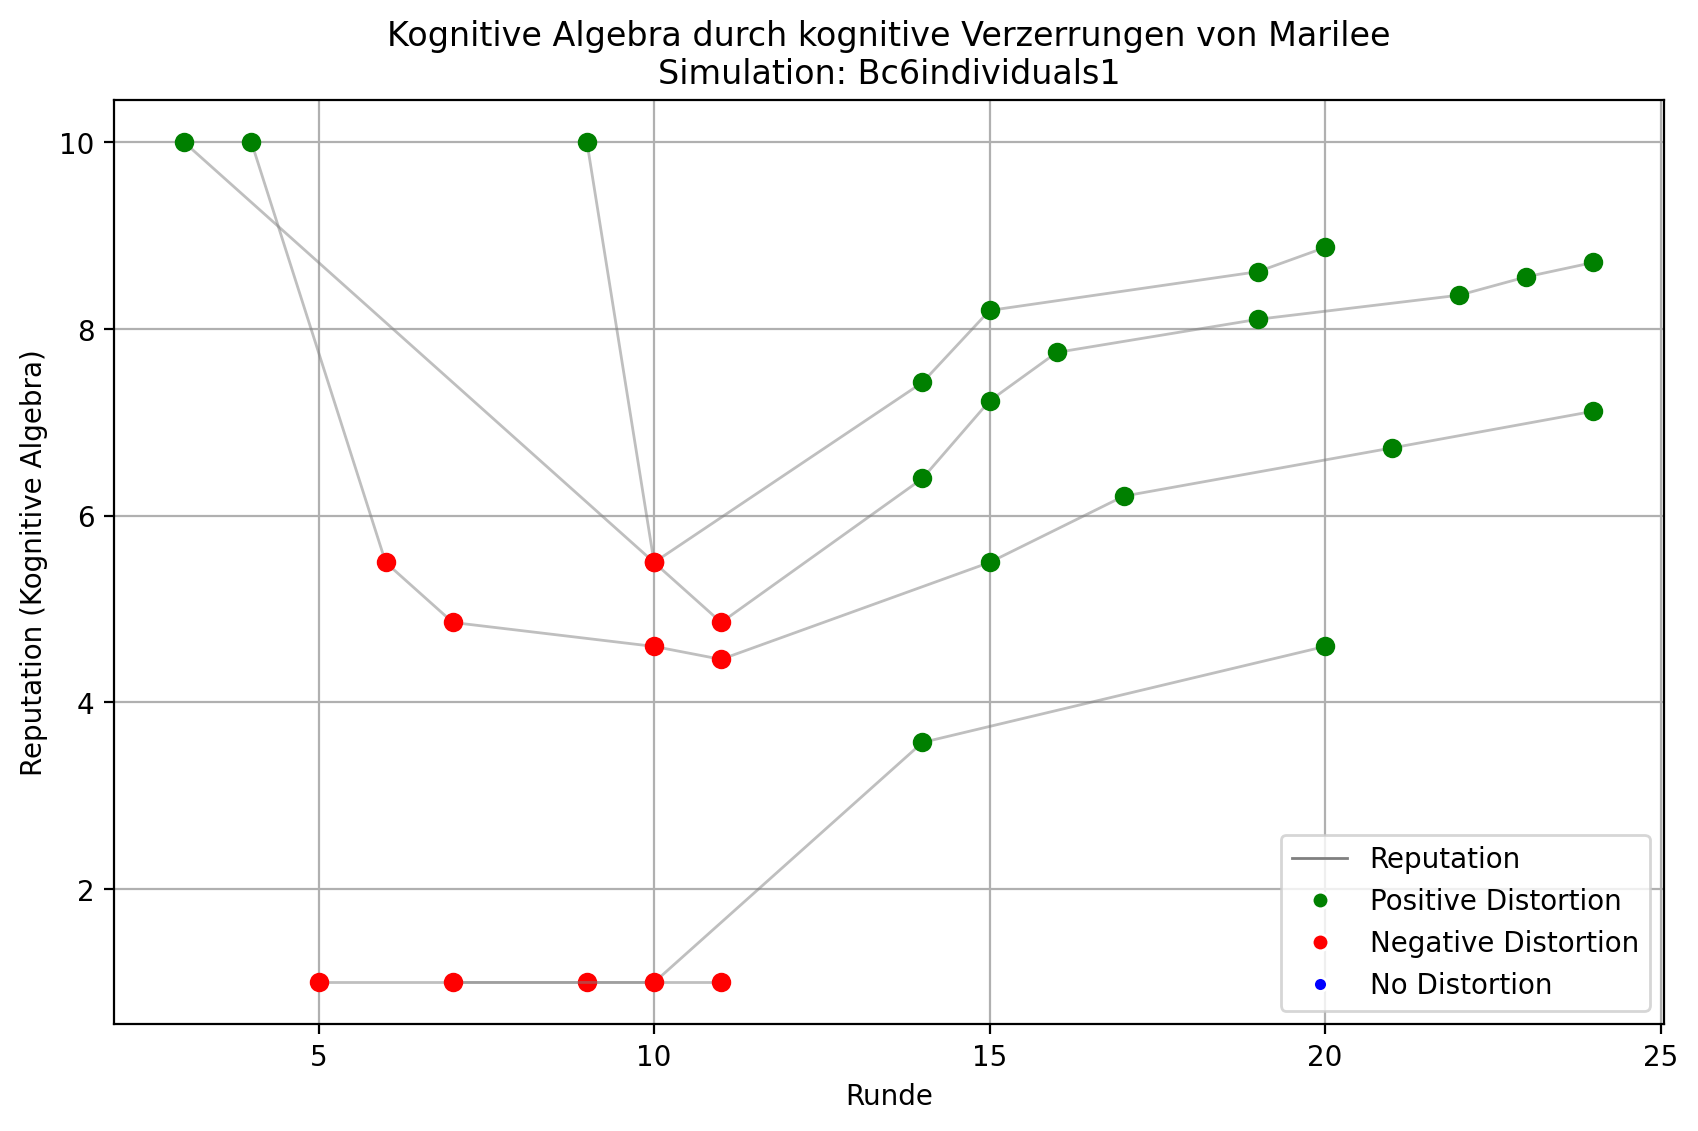 Kognitive Algebra durch kognitive Verzerrungen von Marilee
Simulation: Bc6individuals1
10
8
6
4
2
Reputation (Kognitive Algebra)
5
10
15
20
25
Runde
Reputation
Positive Distortion
Negative Distortion
No Distortion